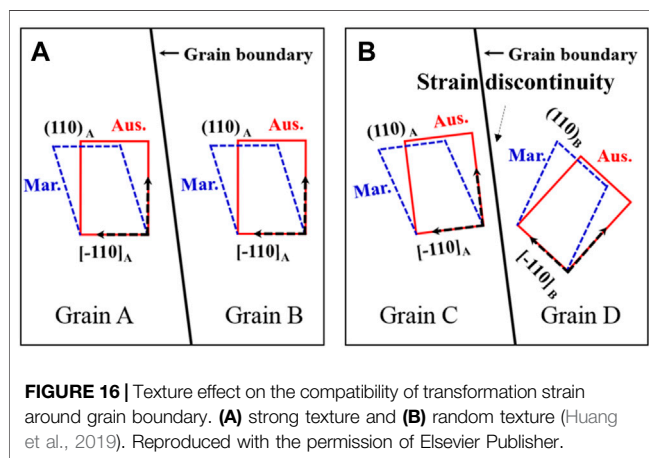 A
← Grain boundary
(110)A
Aus.
Mar.
[-110]A
Grain A
(110)A
Aus.
Mar.
[-110]A
Grain B
B
← Grain boundary
Strain discontinuity
(110)A
Aus.
Mar.
[-110]A
Grain C
(110)B
Mar.
Aus.
[-110]B
Grain D
FIGURE 16 | Texture effect on the compatibility of transformation strain
around grain boundary. (A) strong texture and (B) random texture (Huang
et al., 2019). Reproduced with the permission of Elsevier Publisher.